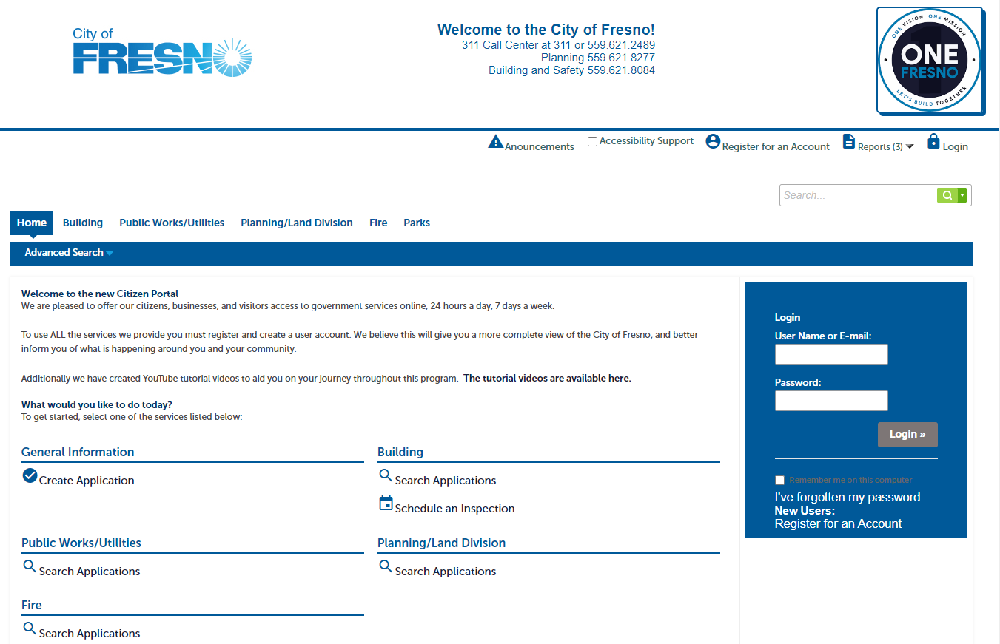 City of
FRESNO
Welcome to the City of Fresno!
311 Call Center at 311 or 559.621.2489
Planning 559.621.8277
Building and Safety 559.621.8084
ONE VISION, ONE MISSION
ONE
FRESNO
LET'S BUILD TOGETHER
Anouncements
Accessibility Support
Register for an Account
Reports (3)
Login
Search...
Home
Building
Public Works/Utilities
Planning/Land Division
Fire
Parks
Advanced Search
Welcome to the new Citizen Portal
We are pleased to offer our citizens, businesses, and visitors access to government services online, 24 hours a day, 7 days a week.
To use ALL the services we provide you must register and create a user account. We believe this will give you a more complete view of the City of Fresno, and better
inform you of what is happening around you and your community.
Additionally we have created YouTube tutorial videos to aid you on your journey throughout this program.  The tutorial videos are available here.
What would you like to do today?
To get started, select one of the services listed below:
General Information
Create Application
Building
Search Applications
Schedule an Inspection
Public Works/Utilities
Search Applications
Planning/Land Division
Search Applications
Fire
Search Applications
Login
User Name or E-mail:
Password:
Login »
Remember me on this computer
I've forgotten my password
New Users:
Register for an Account